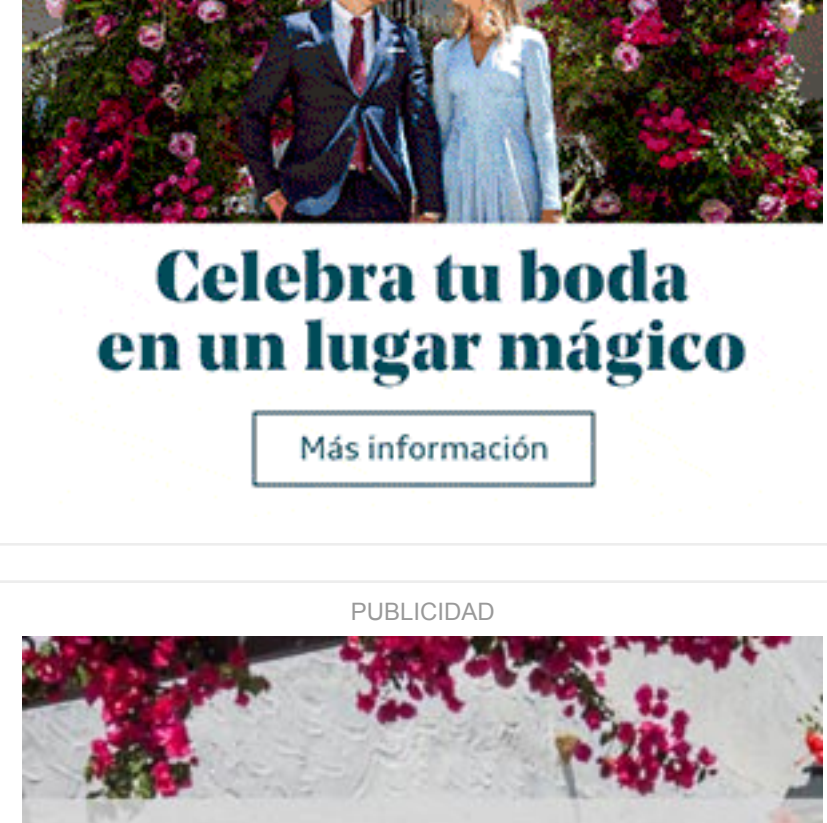 Celebra tu boda
en un lugar mágico
Más información
PUBLICIDAD